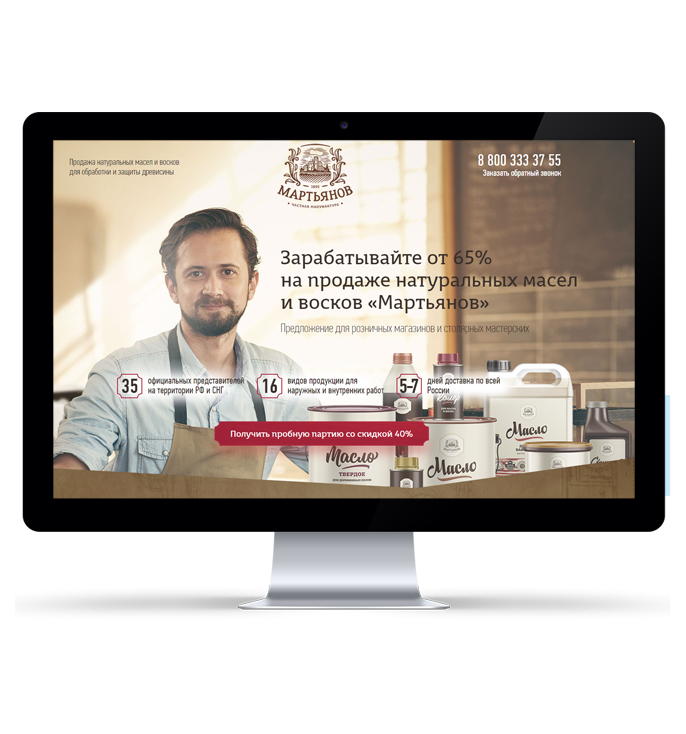 Продажа натуральных масел и восков
для обработки и защиты древисины
1895
МАРТЬЯНОВ
ЧАСТНАЯ МАНУФАКТУРА
8 800 333 37 55
Заказать обратный звонок
Зарабатывайте от 65%
на продаже натуральных масел
и восков «Мартьянов»
Предложение для розничных магазинов и столярных мастерских
35
официальных представителей
на территории РФ и СНГ
16
видов продукции для
наружных и внутренних работ
5-7
дней доставка по всей
России
Получить пробную партию со скидкой 40%
Масло
ТВЕРДОЕ
Масло
Масло